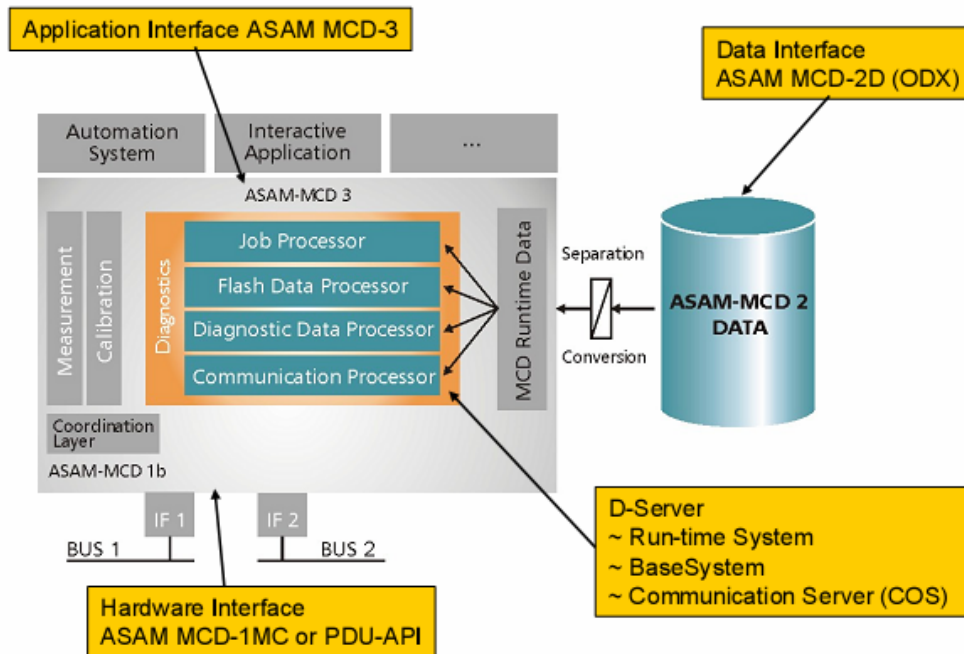 Application Interface ASAM MCD-3
Data Interface
ASAM MCD-2D (ODX)
Automation
System
Interactive
Application
...
ASAM-MCD 3
Measurement
Calibration
Diagnostics
Job Processor
Flash Data Processor
Diagnostic Data Processor
Communication Processor
MCD Runtime Data
Separation
Conversion
ASAM-MCD 2
DATA
Coordination
Layer
ASAM-MCD 1b
IF 1
IF 2
BUS 1
BUS 2
D-Server
~ Run-time System
~ BaseSystem
~ Communication Server (COS)
Hardware Interface
ASAM MCD-1MC or PDU-API